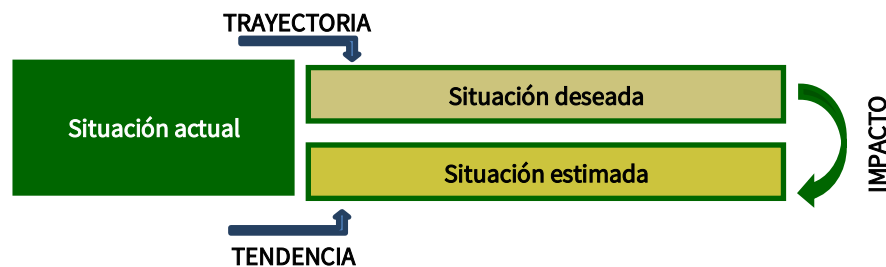 TRAYECTORIA
Situación deseada
Situación actual
IMPACTO
Situación estimada
TENDENCIA